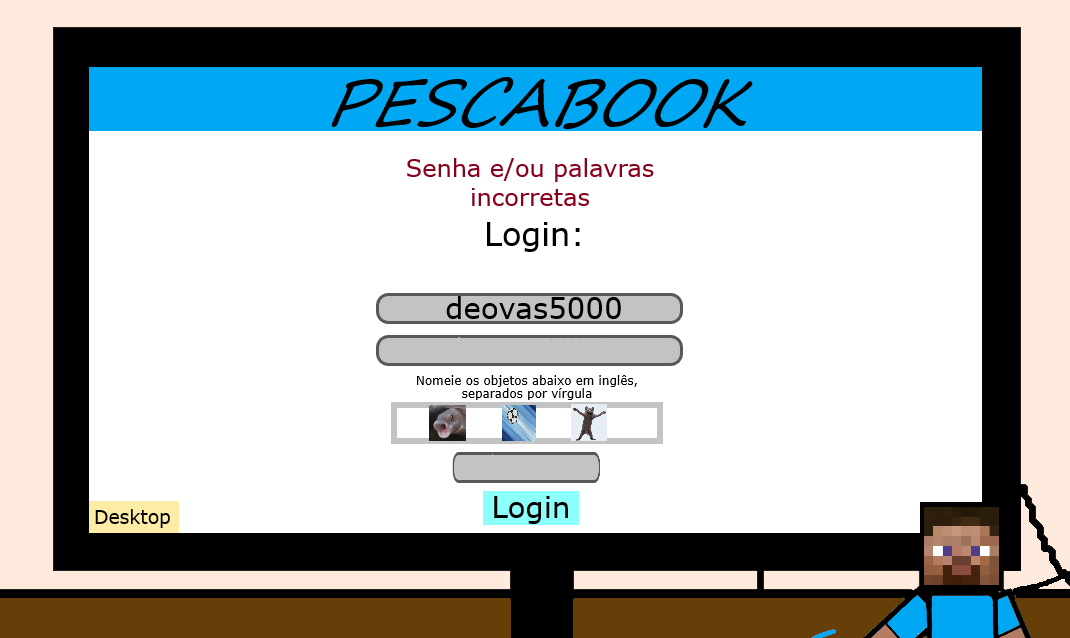 PESCABOOK
Senha e/ou palavras
incorretas
Login:
deovas5000
Nomeie os objetos abaixo em inglês,
separados por vírgula
Login
Desktop